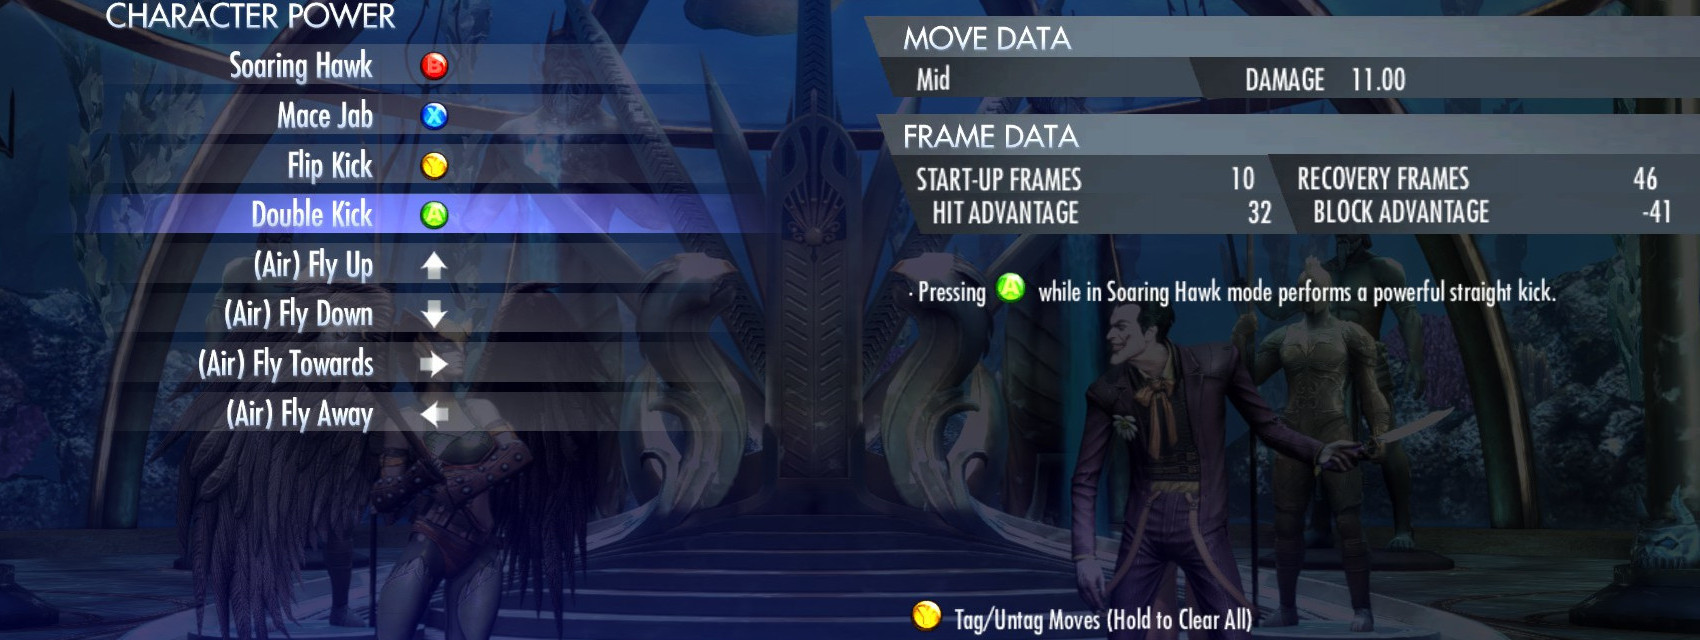 CHARACTER POWER
Soaring Hawk B
Mace Jab X
Flip Kick Y
Double Kick A
(Air) Fly Up
(Air) Fly Down
(Air) Fly Towards
(Air) Fly Away
MOVE DATA
Mid DAMAGE 11.00
FRAME DATA
START-UP FRAMES 10 RECOVERY FRAMES 46
HIT ADVANTAGE 32 BLOCK ADVANTAGE -41
· Pressing A while in Soaring Hawk mode performs a powerful straight kick.
Y Tag/Untag Moves (Hold to Clear All)